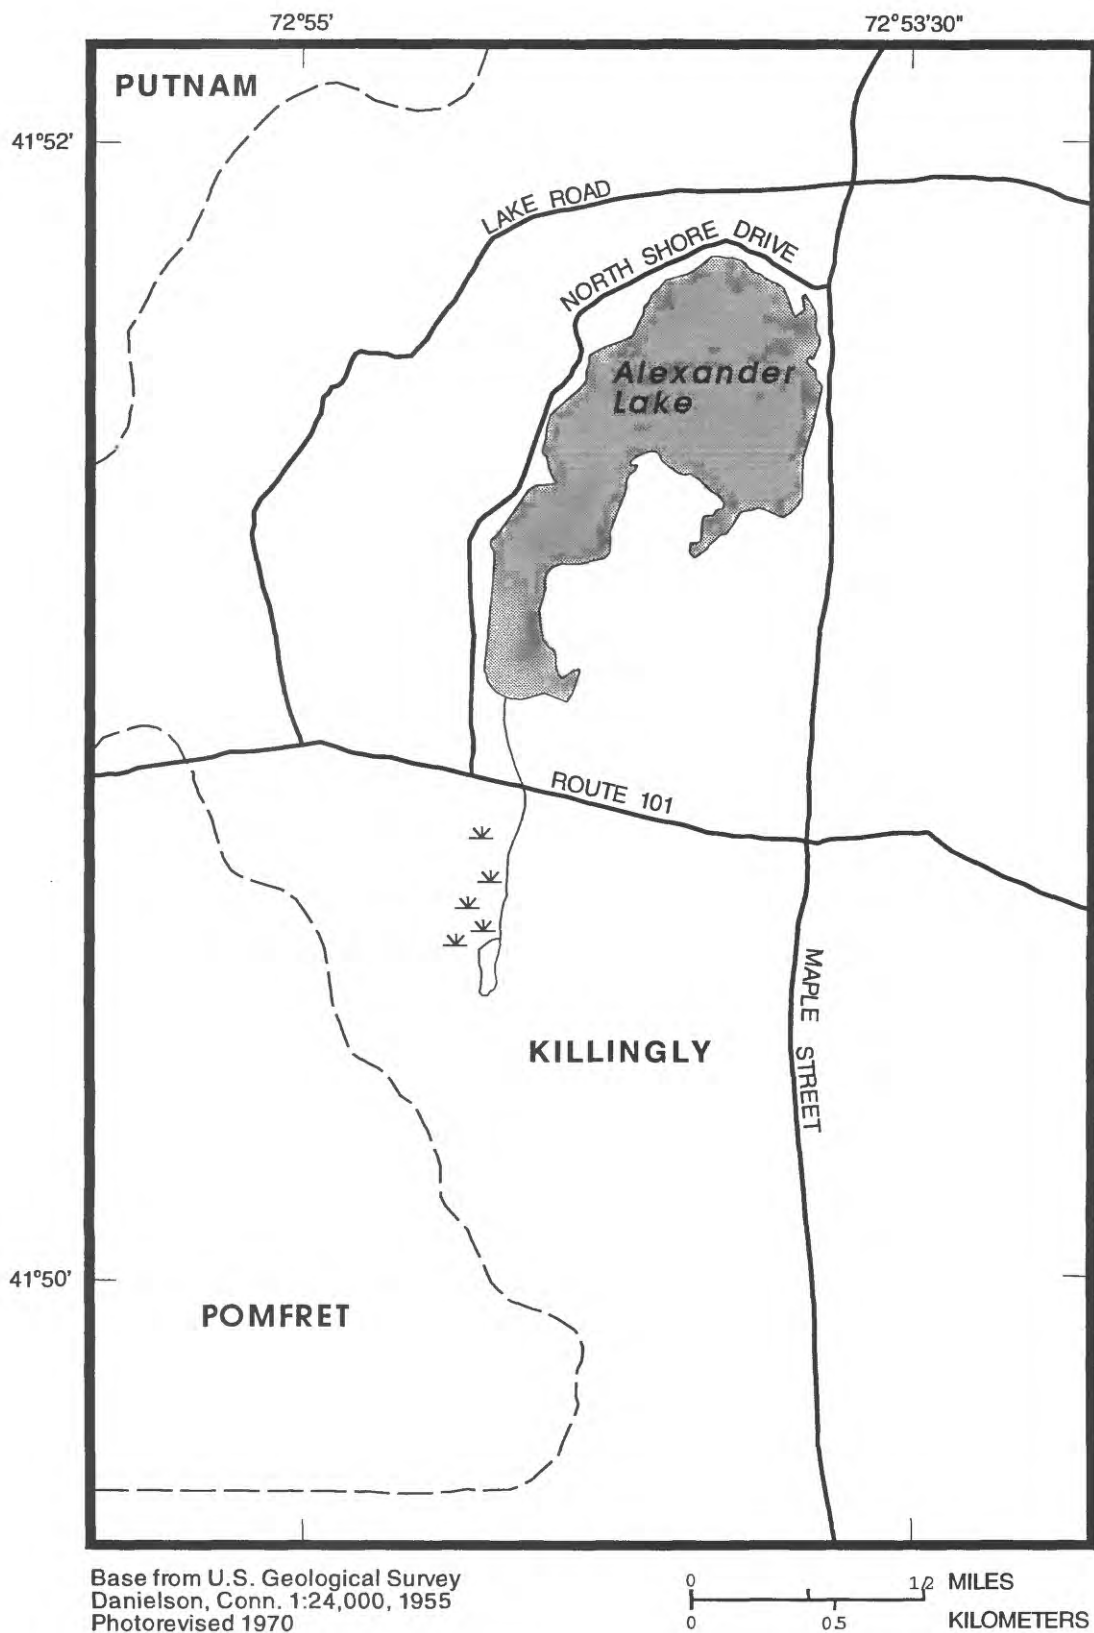 72°55'
72°53'30"
PUTNAM
41°52'
LAKE ROAD
NORTH SHORE DRIVE
Alexander
Lake
ROUTE 101
MAPLE STREET
KILLINGLY
41°50'
POMFRET
Base from U.S. Geological Survey
Danielson, Conn. 1:24,000, 1955
Photorevised 1970
0 1/2 MILES
0 0.5 KILOMETERS